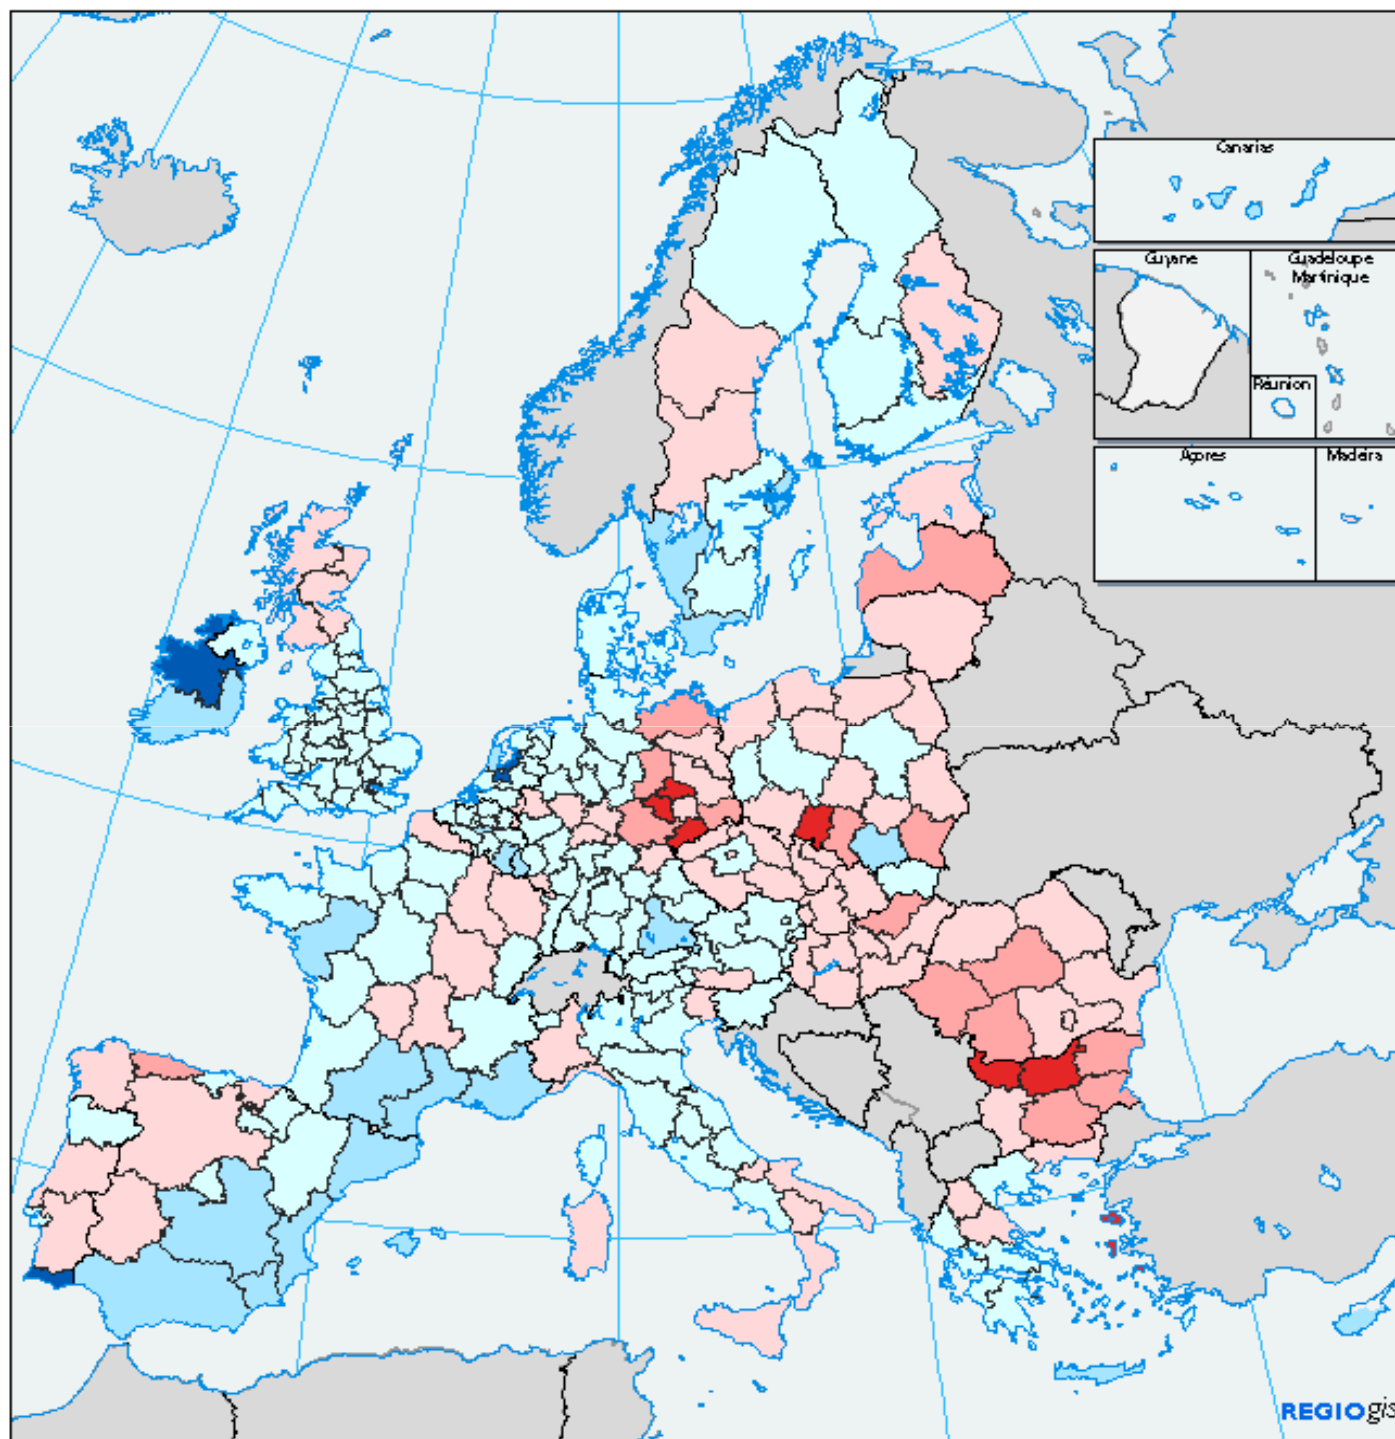 Canarias
Guyane
Guadeloupe
Martinique
Réunion
Açores
Madeira
REGIOgis